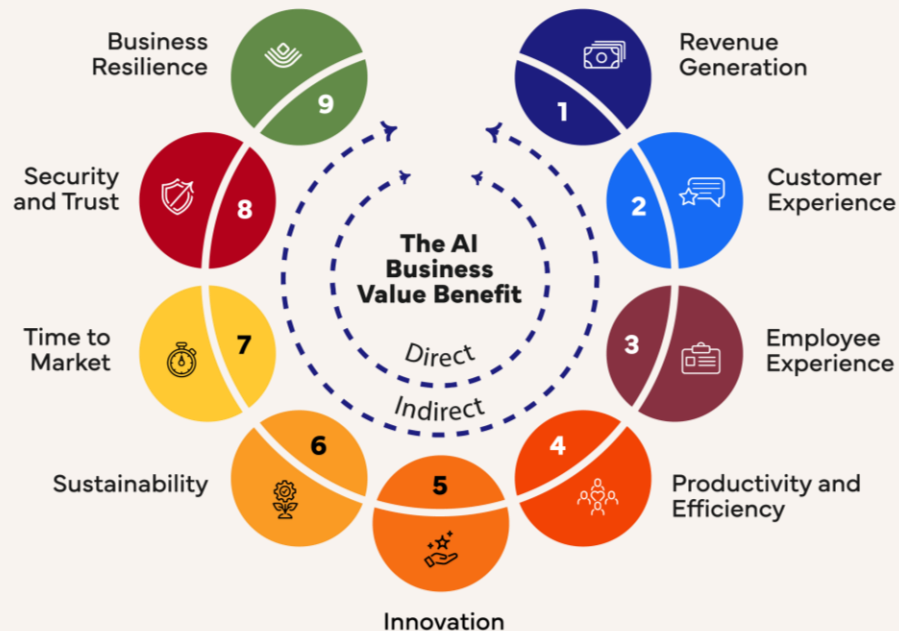 The AI
Business
Value Benefit
Direct
Indirect
1
Revenue
Generation
2
Customer
Experience
3
Employee
Experience
4
Productivity and
Efficiency
5
Innovation
6
Sustainability
7
Time to
Market
8
Security
and Trust
9
Business
Resilience